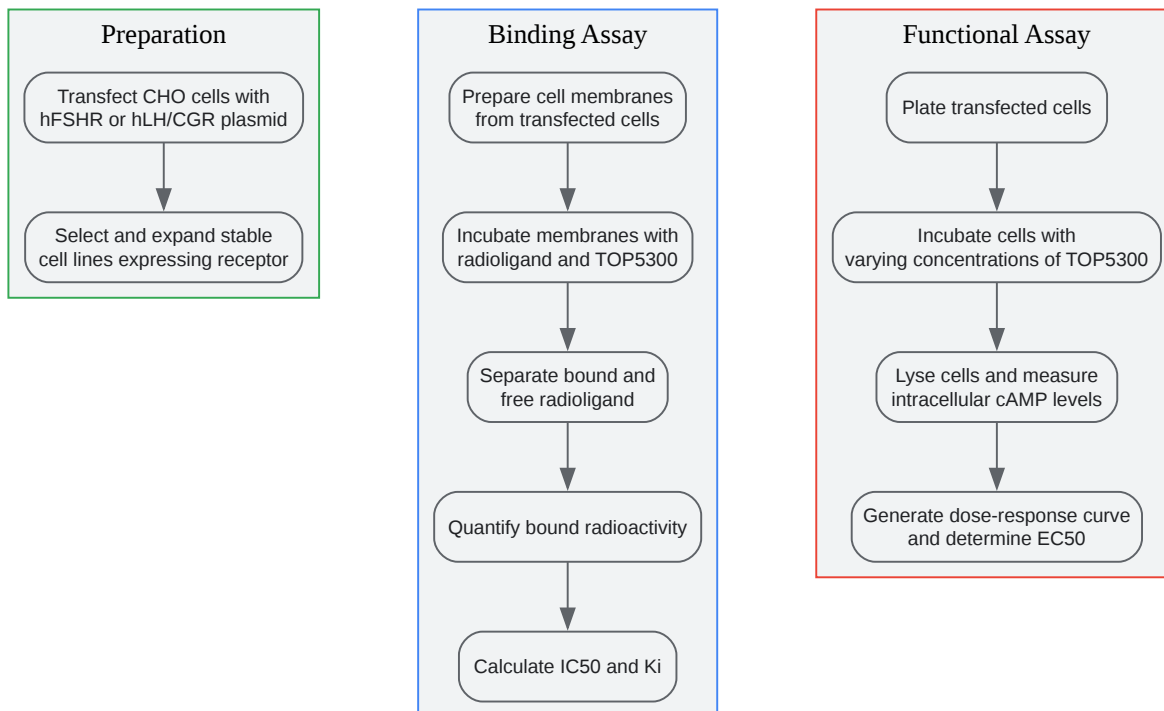 Preparation
Transfect CHO cells with
hFSHR or hLH/CGR plasmid
Select and expand stable
cell lines expressing receptor
Binding Assay
Prepare cell membranes
from transfected cells
Incubate membranes with
radioligand and TOP5300
Separate bound and
free radioligand
Quantify bound radioactivity
Calculate IC50 and Ki
Functional Assay
Plate transfected cells
Incubate cells with
varying concentrations of TOP5300
Lyse cells and measure
intracellular cAMP levels
Generate dose-response curve
and determine EC50